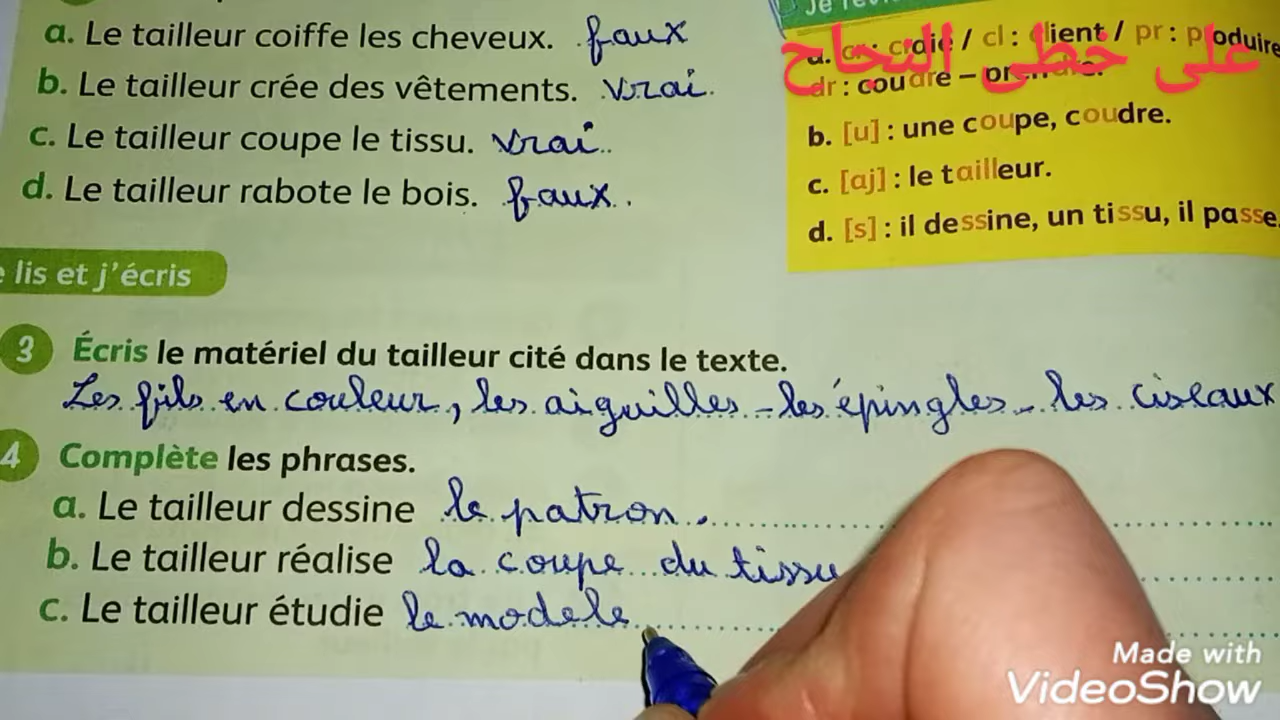 a. Le tailleur coiffe les cheveux. faux
b. Le tailleur crée des vêtements. vrai.
c. Le tailleur coupe le tissu. vrai..
d. Le tailleur rabote le bois. faux.
lis et j'écris
3 Écris le matériel du tailleur cité dans le texte.
Les fils en couleur, les aiguilles - les épingles - les ciseaux
4 Complète les phrases.
a. Le tailleur dessine le patron.
b. Le tailleur réalise la coupe du tissu
c. Le tailleur étudie le modele
Je
على خطى النجاح
a. craie / cl : client / pr : produire
dr : coudre –
b. [u] : une coupe, coudre.
c. [aj] : le tailleur.
d. [s] : il dessine, un tissu, il passe.
Made with
VideoShow